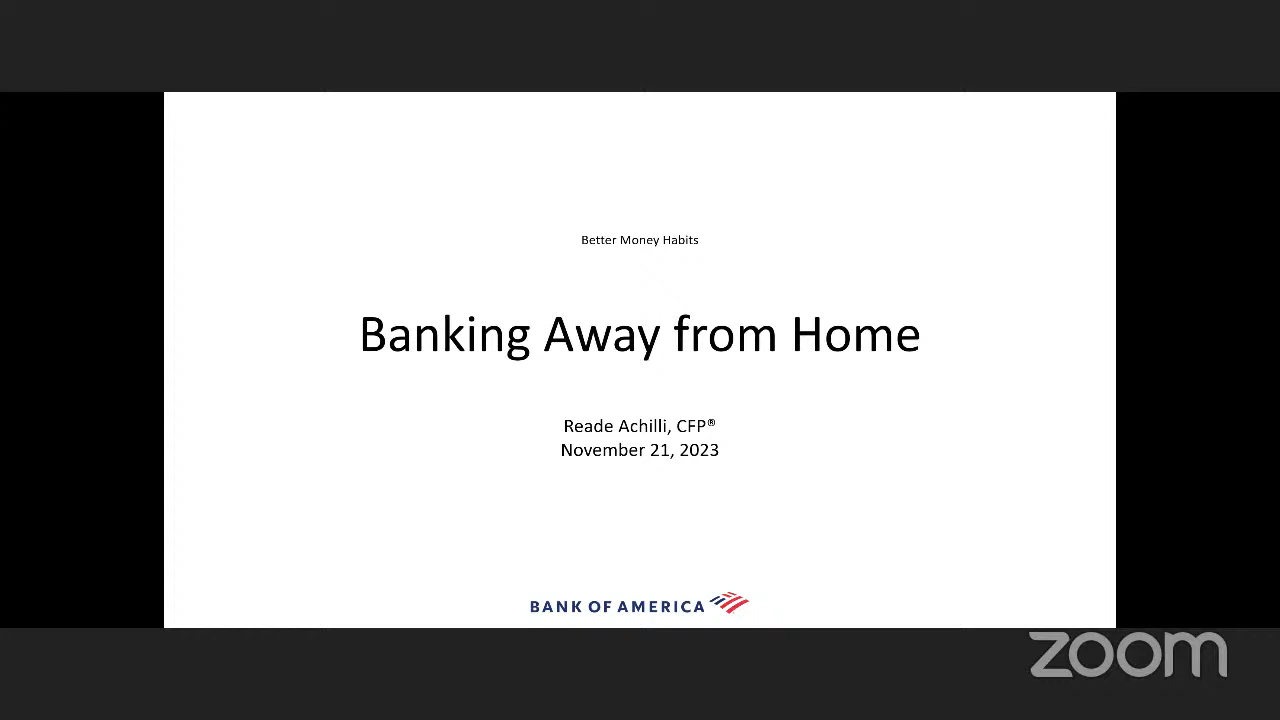 Better Money Habits
Banking Away from Home
Reade Achilli, CFP®
November 21, 2023
BANK OF AMERICA
zoom